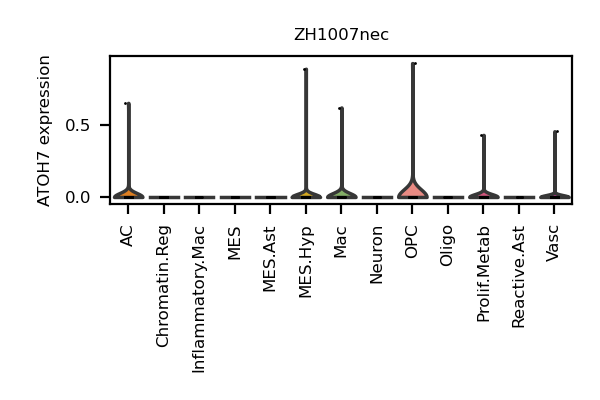 ZH1007nec
ATOH7 expression
0.5
0.0
AC
Chromatin.Reg
Inflammatory.Mac
MES
MES.Ast
MES.Hyp
Mac
Neuron
OPC
Oligo
Prolif.Metab
Reactive.Ast
Vasc